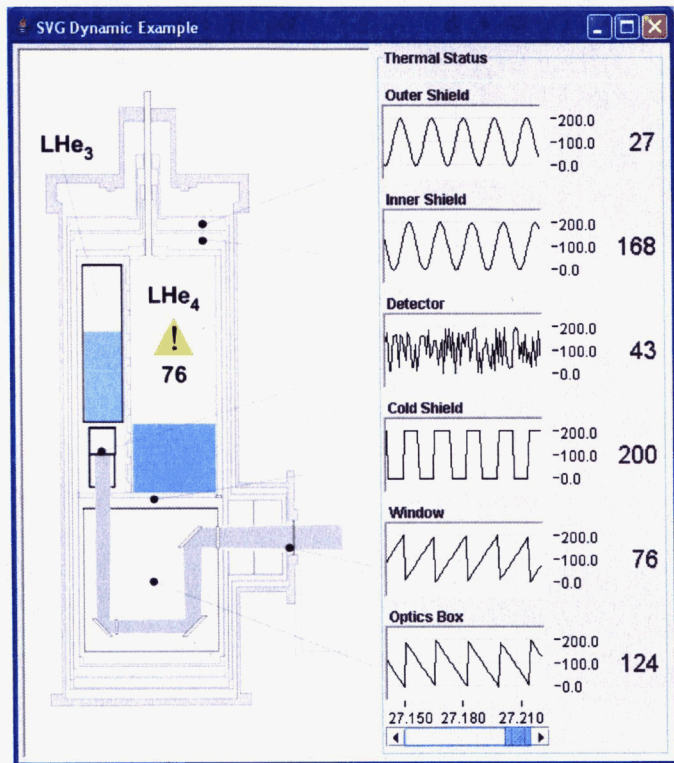 SVG Dynamic Example
LHe3
LHe4
!
76
Thermal Status
Outer Shield
200.0
100.0
0.0
27
Inner Shield
200.0
100.0
0.0
168
Detector
200.0
100.0
0.0
43
Cold Shield
200.0
100.0
0.0
200
Window
200.0
100.0
0.0
76
Optics Box
200.0
100.0
0.0
124
27.150 27.180 27.210